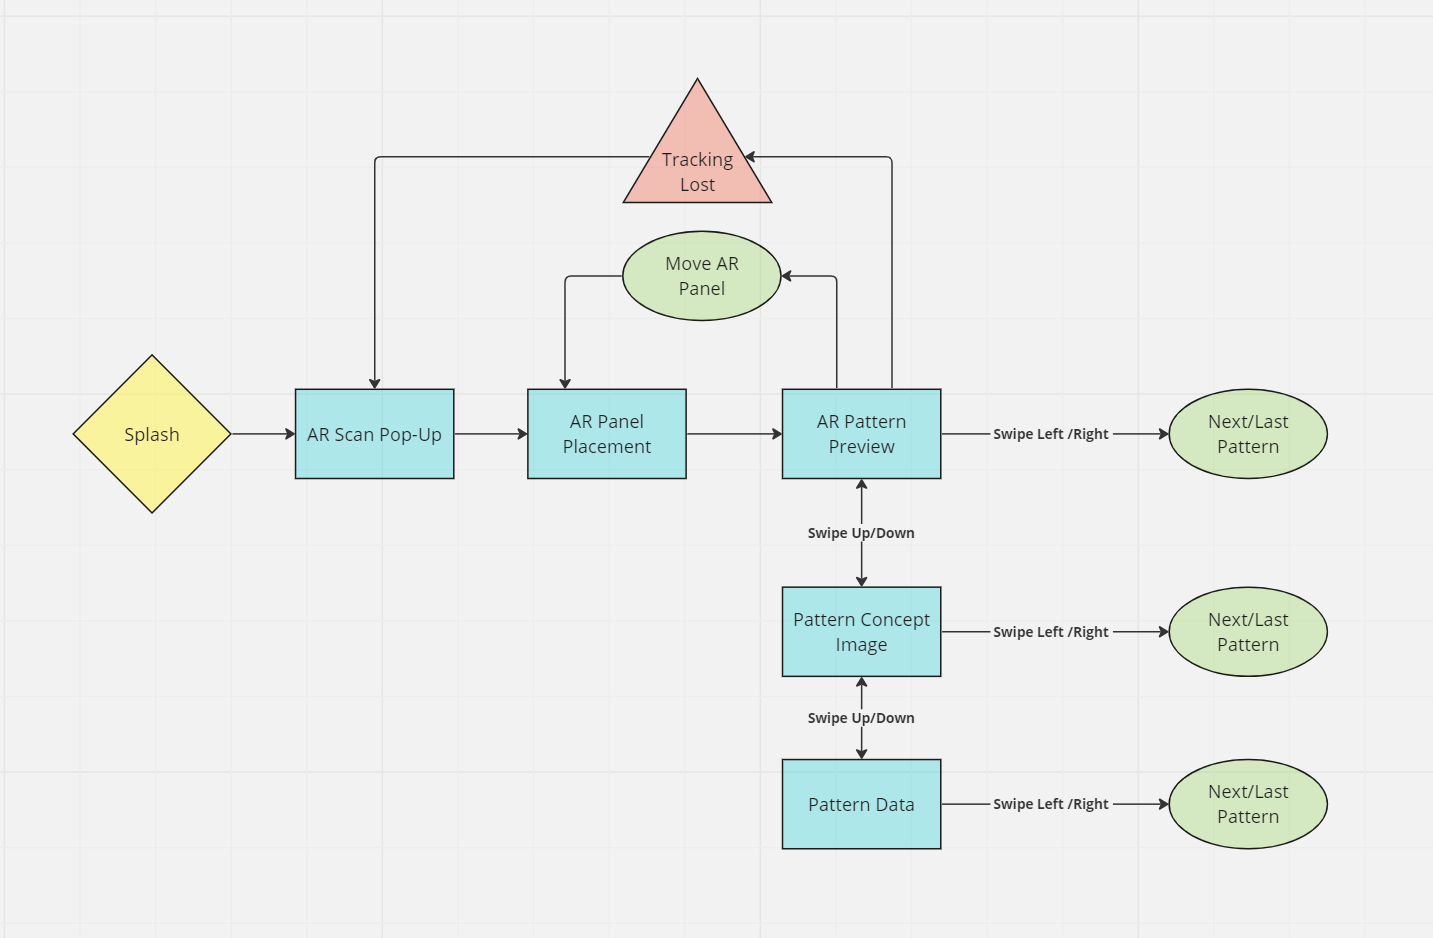 Tracking
Lost
Move AR
Panel
Splash
AR Scan Pop-Up
AR Panel
Placement
AR Pattern
Preview
Swipe Left /Right
Next/Last
Pattern
Swipe Up/Down
Pattern Concept
Image
Swipe Left /Right
Next/Last
Pattern
Swipe Up/Down
Pattern Data
Swipe Left /Right
Next/Last
Pattern